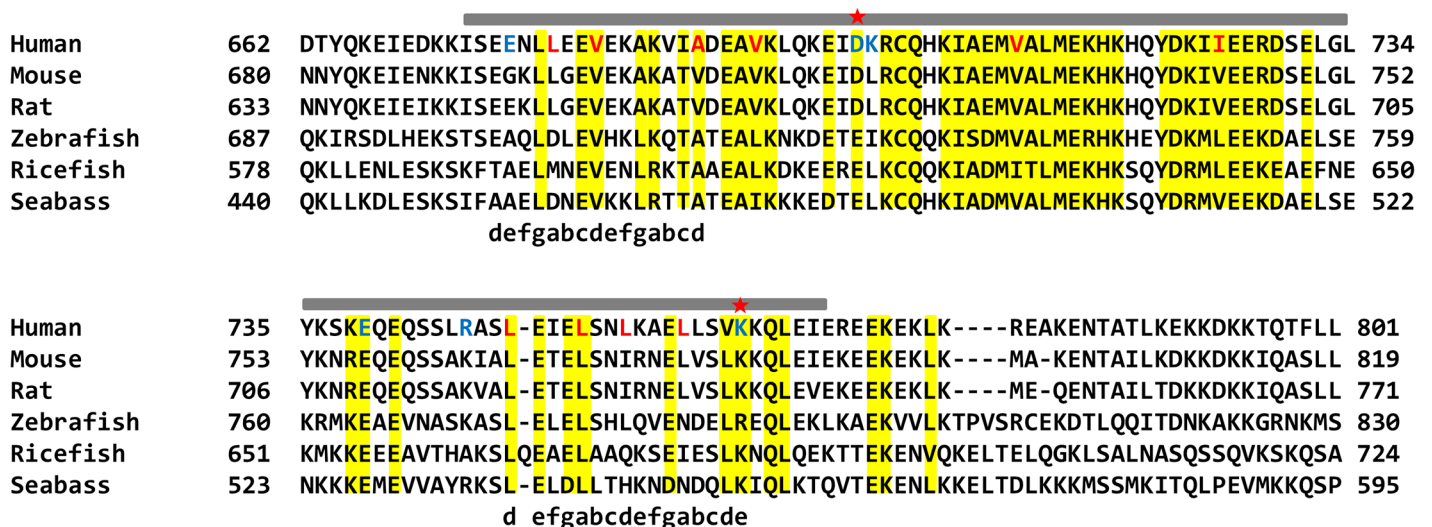 Human 662 DTYQKEIEDKKISEEENLLEEVEKAKVIADEAVKLQKEIDKRCQHKIAEMVALMEKHKHQYDKIIEERDSELGL 734
Mouse 680 NNYQKEIENKKISEGKLLGEVEKAKATVDEAVKLQKEIDLRCQHKIAEMVALMEKHKHQYDKIVEERDSELGL 752
Rat 633 NNYQKEIEIKKISEEKLLGEVEKAKATVDEAVKLQKEIDLRCQHKIAEMVALMEKHKHQYDKIVEERDSELGL 705
Zebrafish 687 QKIRSDLHEKSTSEAQLDLEVHKLKQTATEALKNKDETEIKCQQKISDMVALMERHKHEYDKMLEEKDAELSE 759
Ricefish 578 QKLLENLESKSKFTAELMNEVENLRKTAAEALKDKEERELKCQQKIADMITLMEKHKSQYDRMLEEKEAEFNE 650
Seabass 440 QKLLKDLESKSIFAAELDNEVKKLRTTATEAIKKKEDTELKCQHKIADMVALMEKHKSQYDRMVEEKDAELSE 522
defgabcdefgabcd
Human 735 YKSKEQEQSSLRASL-EIELSNLKAELLSVKKQLEIEREEKEKLK----REAKENTATLKEKKDKKTQTFLL 801
Mouse 753 YKNREQEQSSAKIAL-ETELSNIRNELVSLKKQLEIEKEEKEKLK----MA-KENTAILKDKKDKKIQASLL 819
Rat 706 YKNREQEQSSAKVAL-ETELSNIRNELVSLKKQLEVEKEEKEKLK----ME-QENTAILTDKKDKKIQASLL 771
Zebrafish 760 KRMKEAEVNASKASL-ELELSHLQVENDELREQLEKLKAEKVVLKTPVSRCEKDTLQQITDNKAKKGRNKMS 830
Ricefish 651 KMKKEEEAVTHAKSLQEAELAAQKSEIESLKNQLQEKTTEKENVQKELTELQGKLSALNASQSSQVKSKQSA 724
Seabass 523 NKKKEMEVVAYRKSL-ELDLLTHKNDNDQLKIQLKTQVTEKENLKKELTDLKKKMSSMKITQLPEVMKKQSP 595
d efgabcdefgabcde